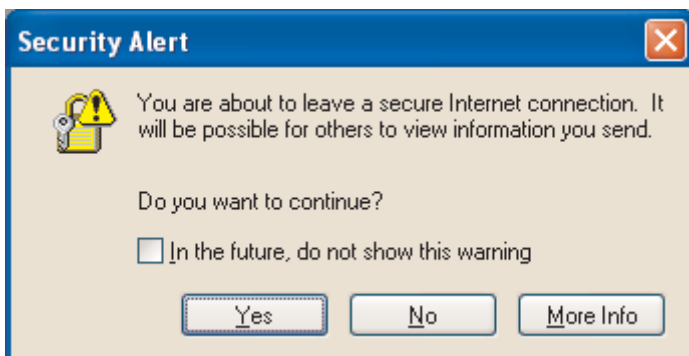 Security Alert
You are about to leave a secure Internet connection. It
will be possible for others to view information you send.
Do you want to continue?
In the future, do not show this warning
Yes No More Info